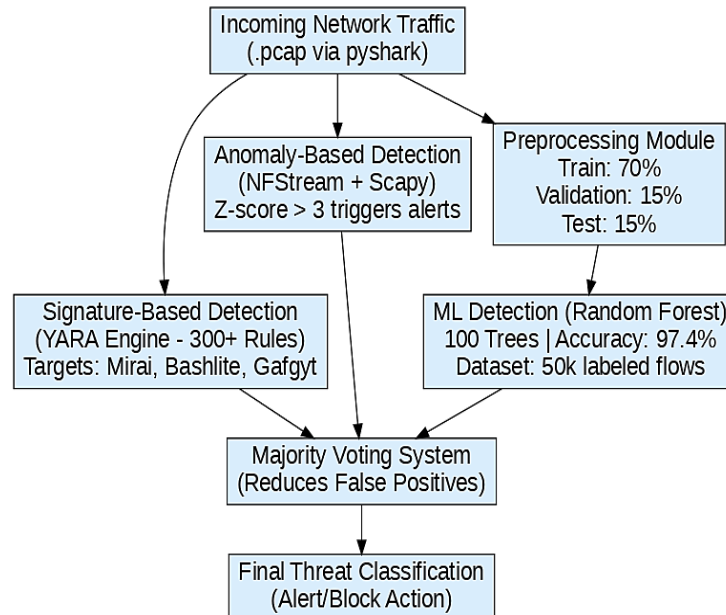 Incoming Network Traffic
(.pcap via pyshark)
Anomaly-Based Detection
(NFStream + Scapy)
Z-score > 3 triggers alerts
Preprocessing Module
Train: 70%
Validation: 15%
Test: 15%
Signature-Based Detection
(YARA Engine - 300+ Rules)
Targets: Mirai, Bashlite, Gafgyt
ML Detection (Random Forest)
100 Trees | Accuracy: 97.4%
Dataset: 50k labeled flows
Majority Voting System
(Reduces False Positives)
Final Threat Classification
(Alert/Block Action)